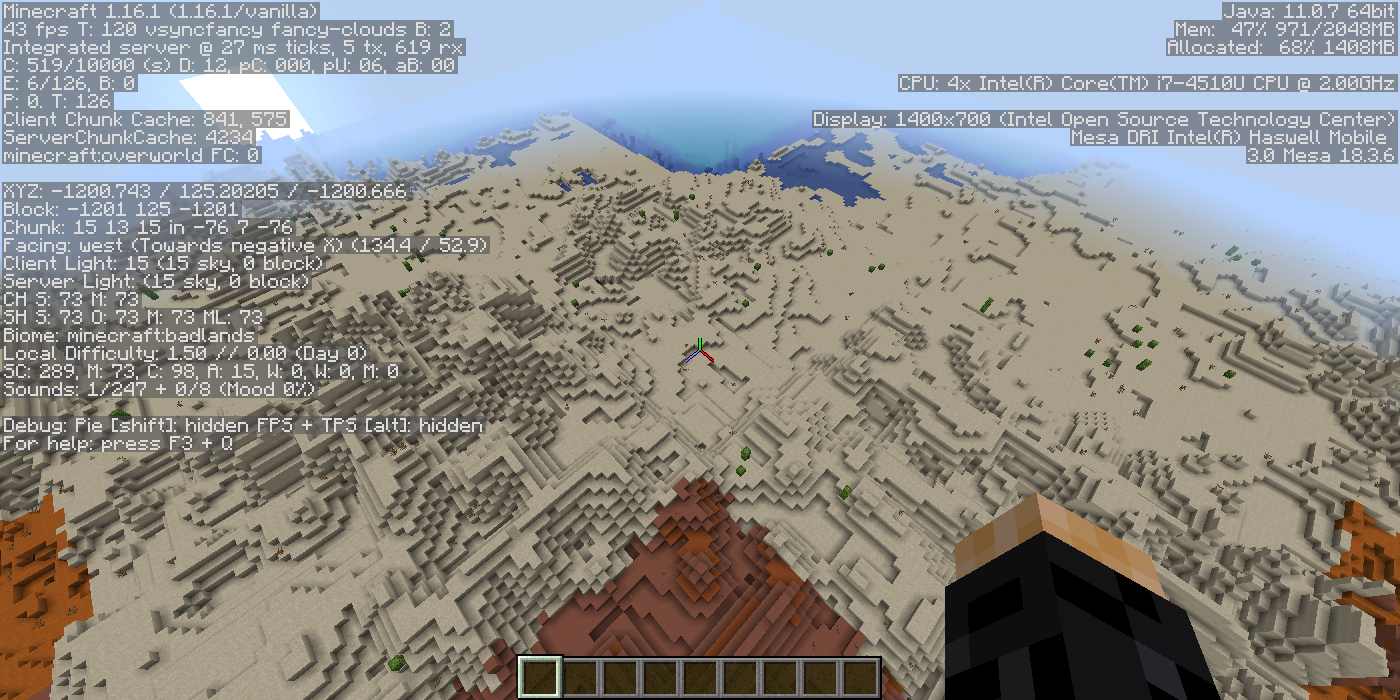 Minecraft 1.16.1 (1.16.1/vanilla)
43 fps T: 120 vsyncfancy fancy-clouds B: 2
Integrated server @ 27 ms ticks, 5 tx, 619 rx
C: 519/10000 (s) D: 12, pC: 000, pU: 06, aB: 00
E: 6/126, B: 0
P: 0. T: 126
Client Chunk Cache: 841, 575
ServerChunkCache: 4234
minecraft:overworld FC: 0
XYZ: -1200.743 / 125.20205 / -1200.666
Block: -1201 125 -1201
Chunk: 15 13 15 in -76 7 -76
Facing: west (Towards negative X) (134.4 / 52.9)
Client Light: 15 (15 sky, 0 block)
Server Light: (15 sky, 0 block)
CH S: 73 M: 73
SH S: 73 O: 73 M: 73 ML: 73
Biome: minecraft:badlands
Local Difficulty: 1.50 // 0.00 (Day 0)
SC: 289, M: 73, C: 98, A: 15, W: 0, W: 0, M: 0
Sounds: 1/247 + 0/8 (Mood 0%)
Debug: Pie [shift]: hidden FPS + TPS [alt]: hidden
For help: press F3 + Q
Java: 11.0.7 64bit
Mem: 47% 971/2048MB
Allocated: 68% 1408MB
CPU: 4x Intel(R) Core(TM) i7-4510U CPU @ 2.00GHz
Display: 1400x700 (Intel Open Source Technology Center)
Mesa DRI Intel(R) Haswell Mobile
3.0 Mesa 18.3.6